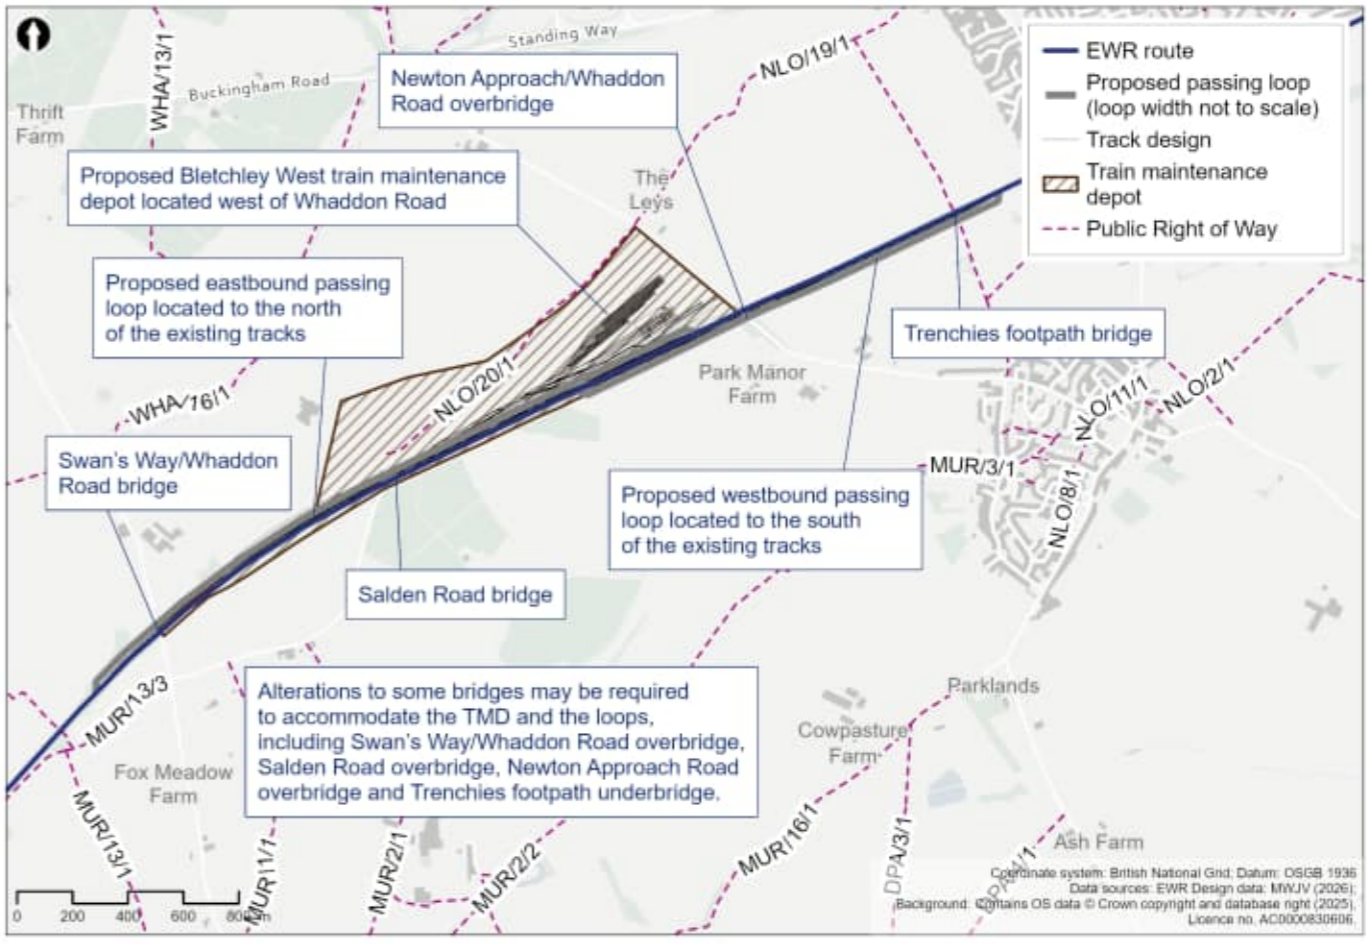 Standing Way
WHA/13/1
Buckingham Road
Thrift
Farm
NLO/19/1
Newton Approach/Whaddon
Road overbridge
EWR route
Proposed passing loop
(loop width not to scale)
Track design
Train maintenance
depot
Public Right of Way
Proposed Bletchley West train maintenance
depot located west of Whaddon Road
The
Leys
Proposed eastbound passing
loop located to the north
of the existing tracks
Trenchies footpath bridge
NLO/20/1
Park Manor
Farm
WHA/16/1
NLO/11/1
NLO/2/1
Swan's Way/Whaddon
Road bridge
MUR/3/1
NLO/8/1
Proposed westbound passing
loop located to the south
of the existing tracks
Salden Road bridge
MUR/13/3
Alterations to some bridges may be required
to accommodate the TMD and the loops,
including Swan's Way/Whaddon Road overbridge,
Salden Road overbridge, Newton Approach Road
overbridge and Trenchies footpath underbridge.
Parklands
Cowpasture
Farm
Fox Meadow
Farm
MUR/13/1
MUR/1/1
MUR/2/1
MUR/2/2
MUR/16/1
DPA/3/1
Ash Farm
0 200 400 600
Coordinate system: British National Grid; Datum: OSGB 1936
Data sources: EWR Design data: MWJV (2026);
Background: Contains OS data © Crown copyright and database right (2025),
Licence no. AC0000830606.